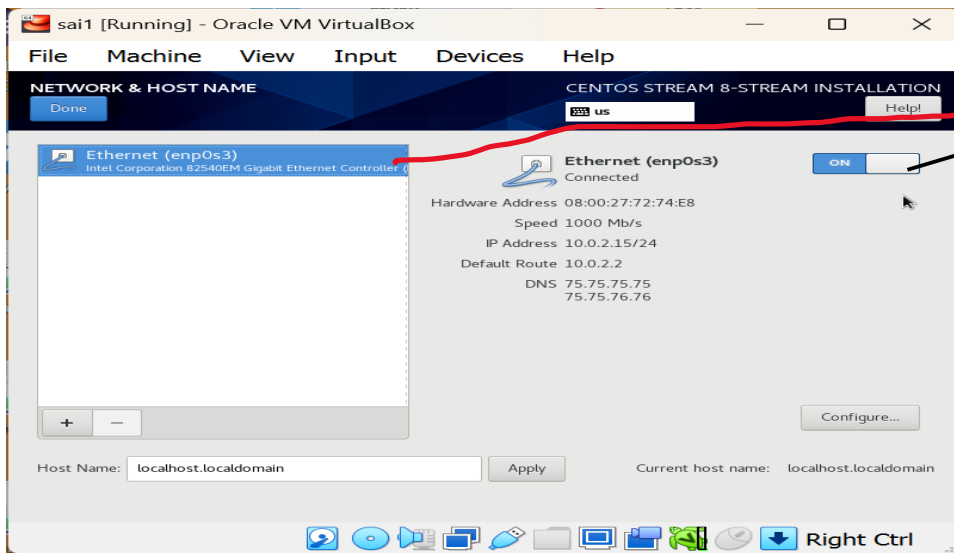 sai1 [Running] - Oracle VM VirtualBox
File Machine View Input Devices Help
NETWORK & HOST NAME
CENTOS STREAM 8-STREAM INSTALLATION
Done
us
Help!
Ethernet (enp0s3)
Intel Corporation 82540EM Gigabit Ethernet Controller (
Ethernet (enp0s3)
Connected
ON
Hardware Address 08:00:27:72:74:E8
Speed 1000 Mb/s
IP Address 10.0.2.15/24
Default Route 10.0.2.2
DNS 75.75.75.75
75.75.76.76
+ −
Configure...
Host Name: localhost.localdomain Apply Current host name: localhost.localdomain
Right Ctrl